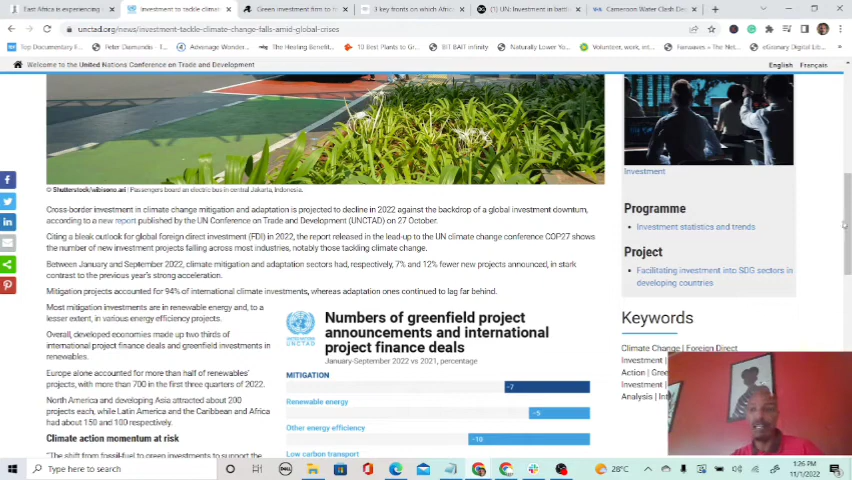 East Africa is experiencing
Investment to tackle climat
Green investment firm to
3 key fronts on which Afric
(1) UN: Investment in battl
Cameroon Water Clash De
unctad.org/news/investment-tackle-climate-change-falls-amid-global-crises
Top Documentary Fil
Peter Diamandis
The Healing Benefit
10 Best Plants to Gr
BIT BAIT infinity
Naturally Lower Yo
Volunteer, work, int
Fairwaves – The Net
eGranary Digital Lib
Welcome to the United Nations Conference on Trade and Development
English Français
© Shutterstock/wibisono.ari | Passengers board an electric bus in central Jakarta, Indonesia.
Cross-border investment in climate change mitigation and adaptation is projected to decline in 2022 against the backdrop of a global investment downturn,
according to a new report published by the UN Conference on Trade and Development (UNCTAD) on 27 October.
Citing a bleak outlook for global foreign direct investment (FDI) in 2022, the report released in the lead-up to the UN climate change conference COP27 shows
the number of new investment projects falling across most industries, notably those tackling climate change.
Between January and September 2022, climate mitigation and adaptation sectors had, respectively, 7% and 12% fewer new projects announced, in stark
contrast to the previous year's strong acceleration.
Mitigation projects accounted for 94% of international climate investments, whereas adaptation ones continued to lag far behind.
Most mitigation investments are in renewable energy and, to a
lesser extent, in various energy efficiency projects.
Overall, developed economies made up two thirds of
international project finance deals and greenfield investments in
renewables.
Europe alone accounted for more than half of renewables'
projects, with more than 700 in the first three quarters of 2022.
North America and developing Asia attracted about 200
projects each, while Latin America and the Caribbean and Africa
had about 150 and 100 respectively.
Climate action momentum at risk
"The shift from fossil-fuel to green investments to support the
UNITED NATIONS
UNCTAD
Numbers of greenfield project
announcements and international
project finance deals
January-September 2022 vs 2021, percentage
MITIGATION
-7
Renewable energy
-5
Other energy efficiency
-10
Low carbon transport
Investment
Programme
Investment statistics and trends
Project
Facilitating investment into SDG sectors in
developing countries
Keywords
Climate Change | Foreign Direct
Investment |
Action | Gree
Investment |
Analysis | Int
Type here to search
DELL
28°C
1:26 PM
11/1/2022